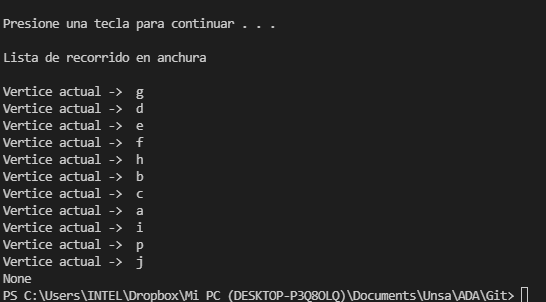 Presione una tecla para continuar . . .
Lista de recorrido en anchura
Vertice actual -> g
Vertice actual -> d
Vertice actual -> e
Vertice actual -> f
Vertice actual -> h
Vertice actual -> b
Vertice actual -> c
Vertice actual -> a
Vertice actual -> i
Vertice actual -> p
Vertice actual -> j
None
PS C:\Users\INTEL\Dropbox\Mi PC (DESKTOP-P3Q8OLQ)\Documents\Unsa\ADA\Git>